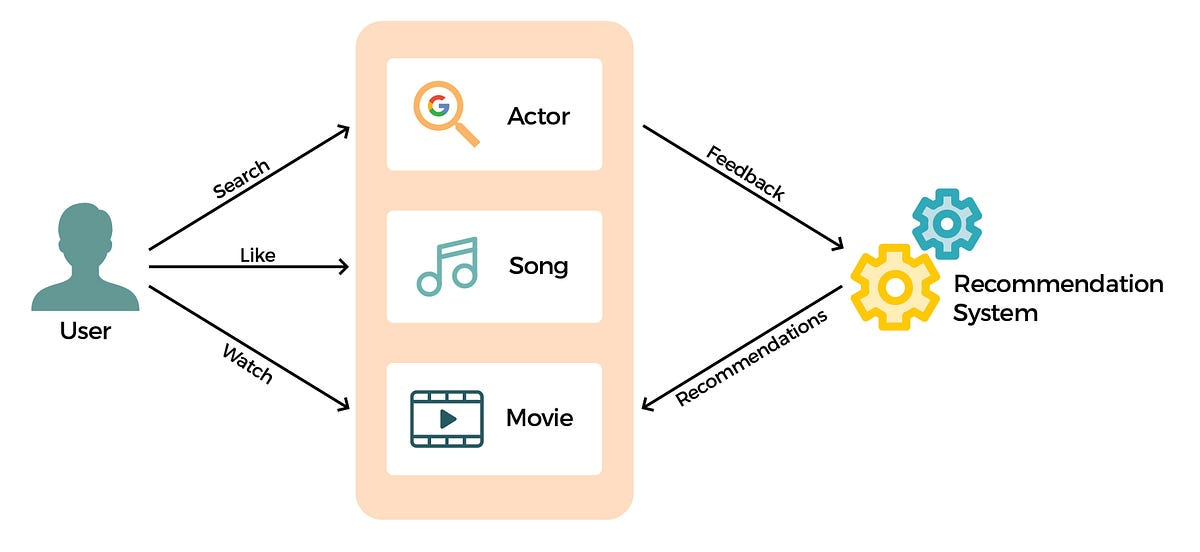 Actor
Search
Feedback
Like
Song
User
Recommendation
System
Watch
Recommendations
Movie
G